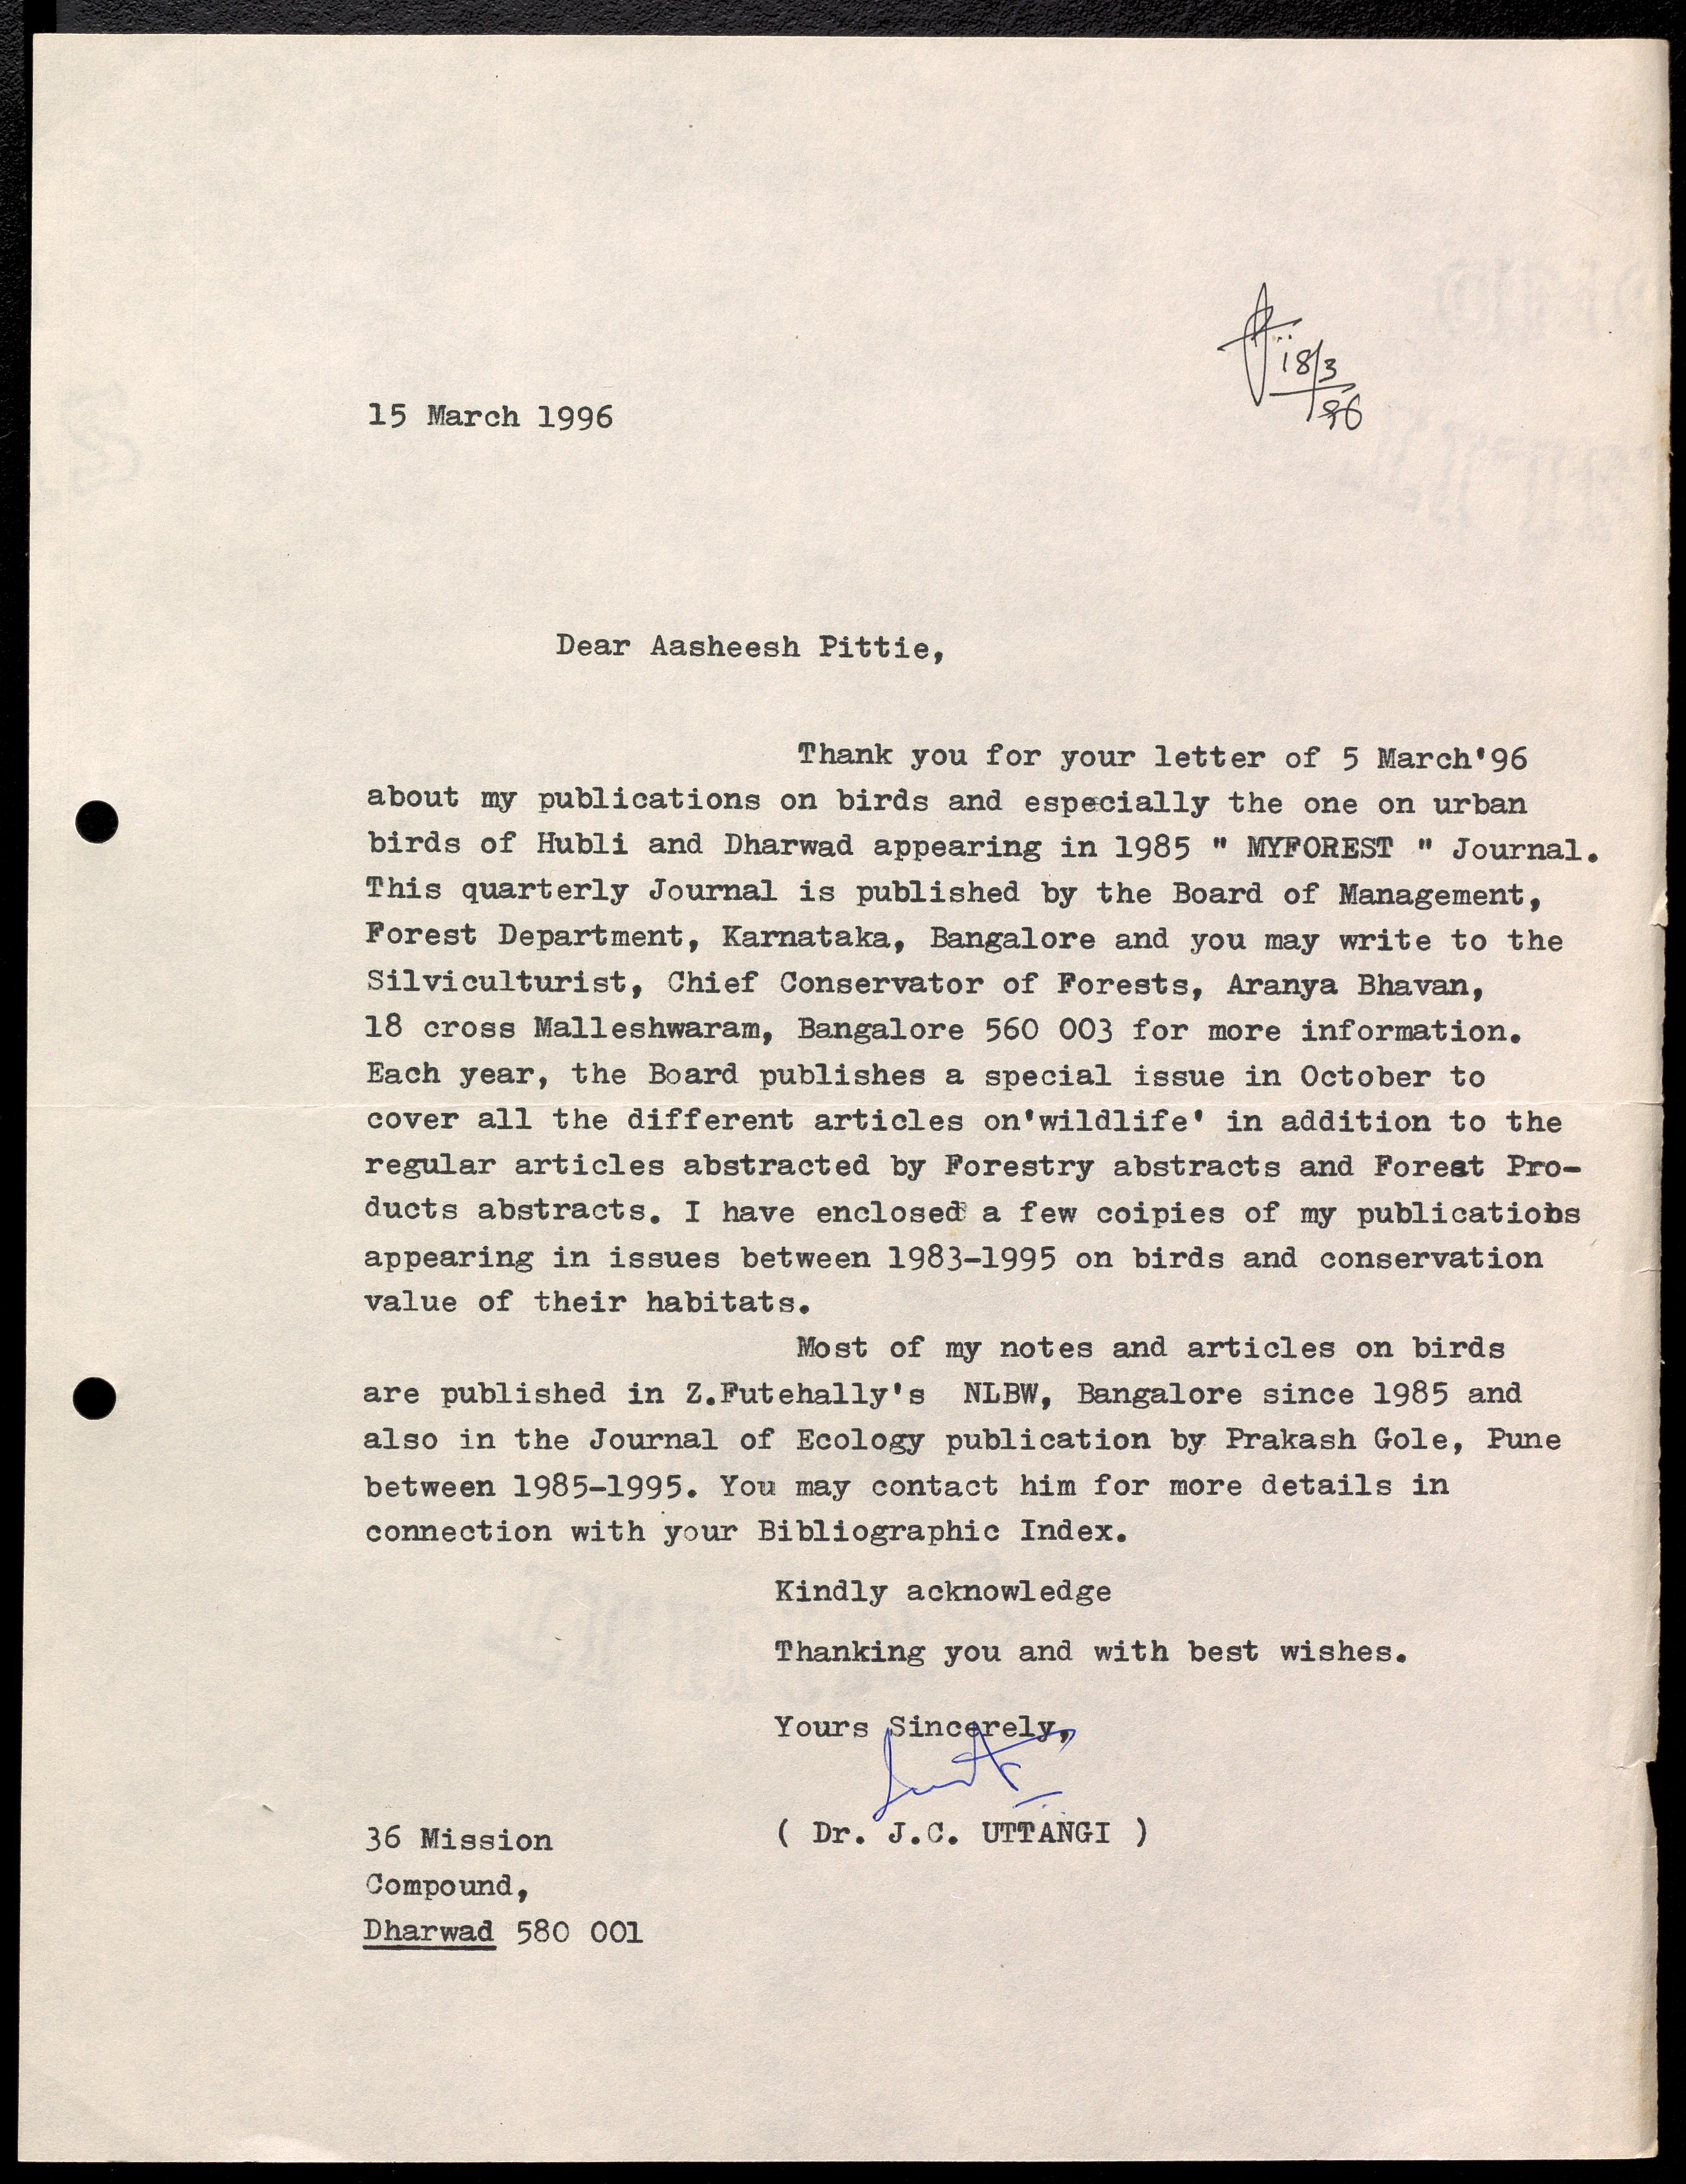 18/3
96
15 March 1996
Dear Aasheesh Pittie,
Thank you for your letter of 5 March'96
about my publications on birds and especially the one on urban
birds of Hubli and Dharwad appearing in 1985 " MYFOREST " Journal.
This quarterly Journal is published by the Board of Management,
Forest Department, Karnataka, Bangalore and you may write to the
Silviculturist, Chief Conservator of Forests, Aranya Bhavan,
18 cross Malleshwaram, Bangalore 560 003 for more information.
Each year, the Board publishes a special issue in October to
cover all the different articles on'wildlife' in addition to the
regular articles abstracted by Forestry abstracts and Forest Pro-
ducts abstracts. I have enclosed a few coipies of my publications
appearing in issues between 1983-1995 on birds and conservation
value of their habitats.
Most of my notes and articles on birds
are published in Z.Futehally's NLBW, Bangalore since 1985 and
also in the Journal of Ecology publication by Prakash Gole, Pune
between 1985-1995. You may contact him for more details in
connection with your Bibliographic Index.
Kindly acknowledge
Thanking you and with best wishes.
Yours Sincerely,
( Dr. J.C. UTTANGI )
36 Mission
Compound,
Dharwad 580 001